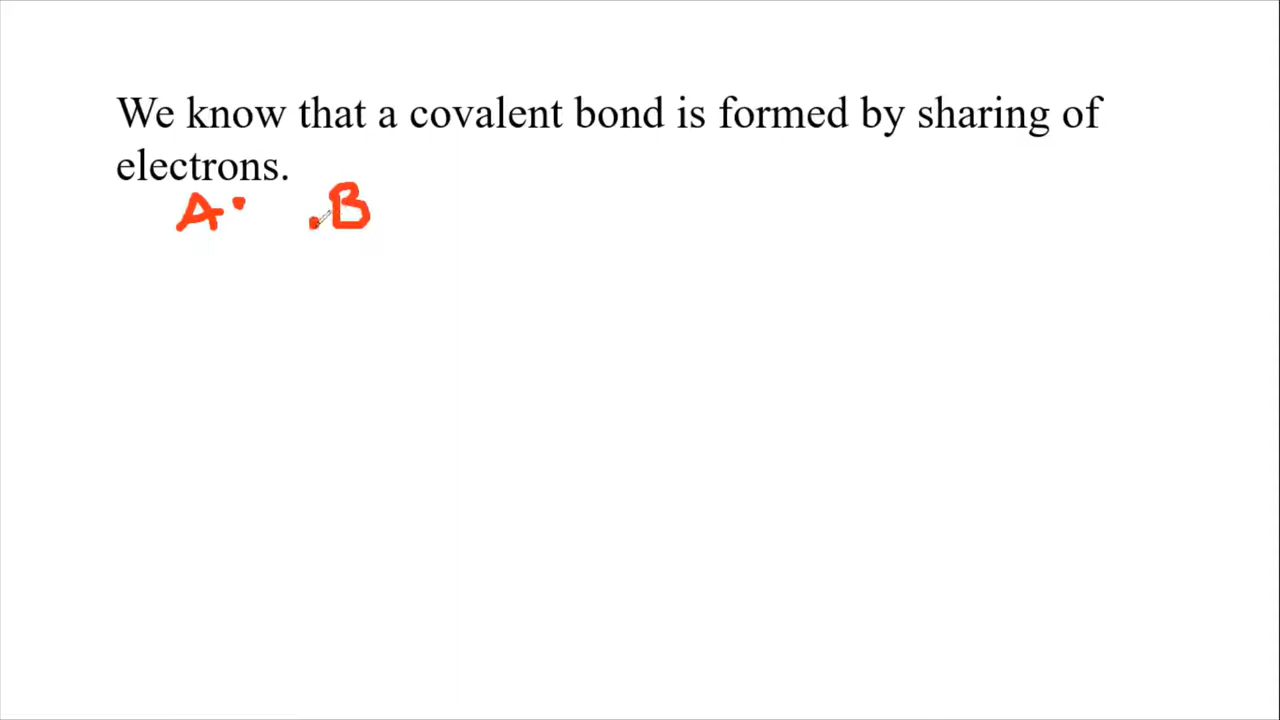 We know that a covalent bond is formed by sharing of
electrons.
A• .B